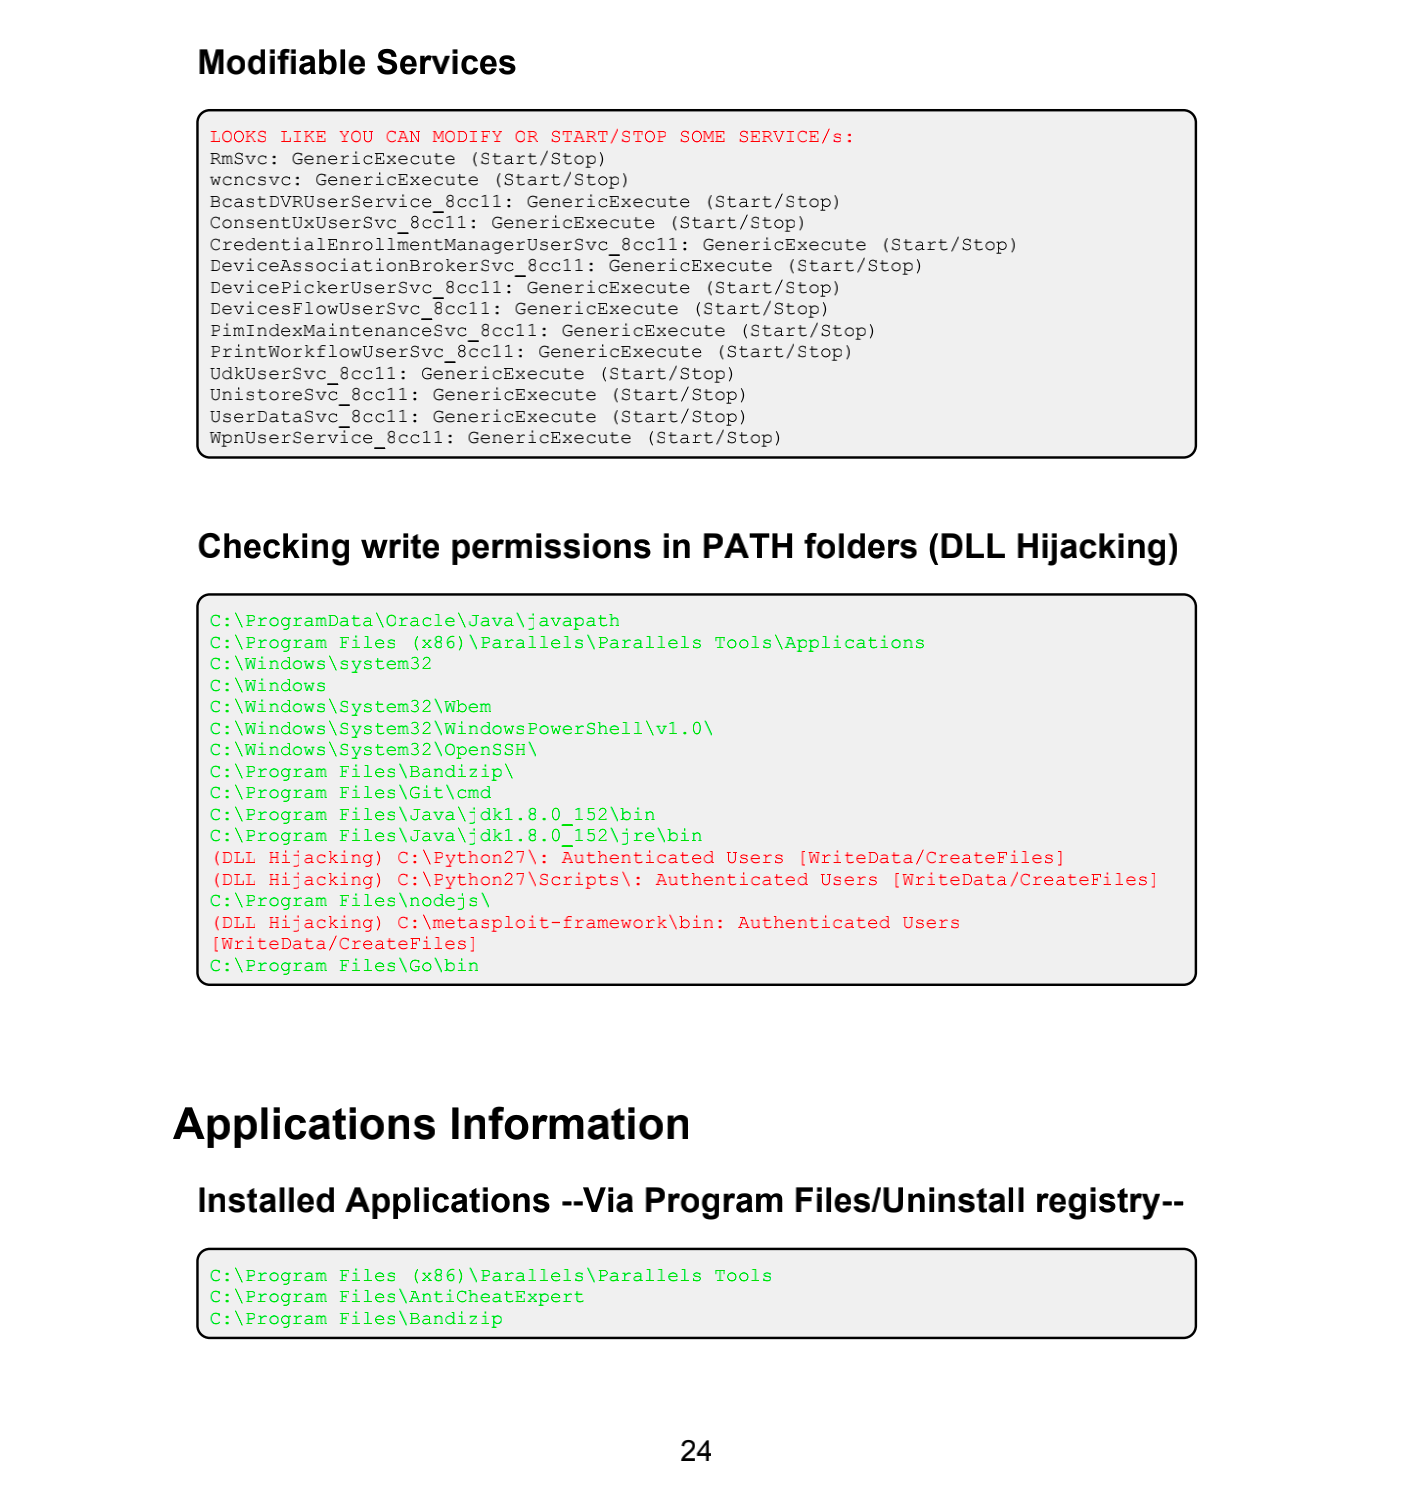 Modifiable Services
LOOKS LIKE YOU CAN MODIFY OR START/STOP SOME SERVICE/s:
RmSvc: GenericExecute (Start/Stop)
wcncsvc: GenericExecute (Start/Stop)
BcastDVRUserService_8cc11: GenericExecute (Start/Stop)
ConsentUxUserSvc_8cc11: GenericExecute (Start/Stop)
CredentialEnrollmentManagerUserSvc_8cc11: GenericExecute (Start/Stop)
DeviceAssociationBrokerSvc_8cc11: GenericExecute (Start/Stop)
DevicePickerUserSvc_8cc11: GenericExecute (Start/Stop)
DevicesFlowUserSvc_8cc11: GenericExecute (Start/Stop)
PimIndexMaintenanceSvc_8cc11: GenericExecute (Start/Stop)
PrintWorkflowUserSvc_8cc11: GenericExecute (Start/Stop)
UdkUserSvc_8cc11: GenericExecute (Start/Stop)
UnistoreSvc_8cc11: GenericExecute (Start/Stop)
UserDataSvc_8cc11: GenericExecute (Start/Stop)
WpnUserService_8cc11: GenericExecute (Start/Stop)
Checking write permissions in PATH folders (DLL Hijacking)
C:\ProgramData\Oracle\Java\javapath
C:\Program Files (x86)\Parallels\Parallels Tools\Applications
C:\Windows\system32
C:\Windows
C:\Windows\System32\Wbem
C:\Windows\System32\WindowsPowerShell\v1.0\
C:\Windows\System32\OpenSSH\
C:\Program Files\Bandizip\
C:\Program Files\Git\cmd
C:\Program Files\Java\jdk1.8.0_152\bin
C:\Program Files\Java\jdk1.8.0_152\jre\bin
(DLL Hijacking) C:\Python27\: Authenticated Users [WriteData/CreateFiles]
(DLL Hijacking) C:\Python27\Scripts\: Authenticated Users [WriteData/CreateFiles]
C:\Program Files\nodejs\
(DLL Hijacking) C:\metasploit-framework\bin: Authenticated Users
[WriteData/CreateFiles]
C:\Program Files\Go\bin
Applications Information
Installed Applications --Via Program Files/Uninstall registry--
C:\Program Files (x86)\Parallels\Parallels Tools
C:\Program Files\AntiCheatExpert
C:\Program Files\Bandizip
24